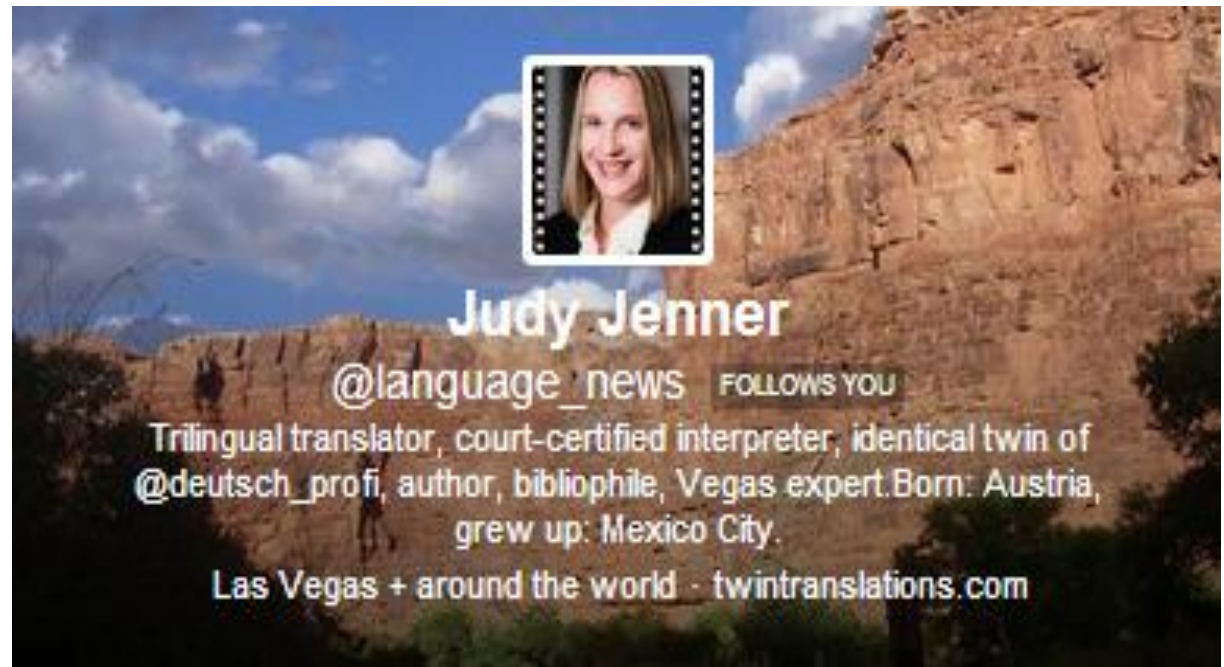 Judy Jenner
@language_news FOLLOWS YOU
Trilingual translator, court-certified interpreter, identical twin of
@deutsch_profi, author, bibliophile, Vegas expert.Born: Austria,
grew up: Mexico City.
Las Vegas + around the world · twintranslations.com